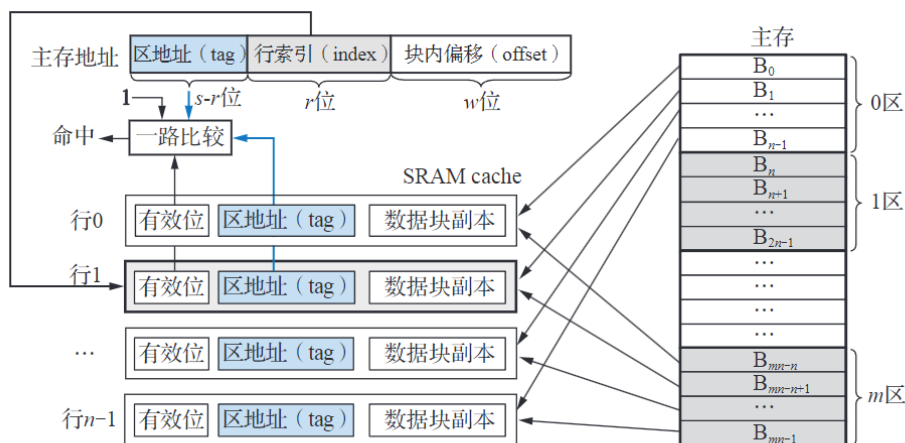 主存
主存地址 区地址（tag） 行索引（index） 块内偏移（offset）
s-r位 r位 w位
1
命中 一路比较
SRAM cache
行0 有效位 区地址（tag） 数据块副本
行1 有效位 区地址（tag） 数据块副本
… 有效位 区地址（tag） 数据块副本
行n-1 有效位 区地址（tag） 数据块副本
B0
B1
…
Bn-1
0区
Bn
Bn+1
…
B2n-1
1区
…
…
…
…
Bmn-n
Bmn-n+1
…
Bmn-1
m区